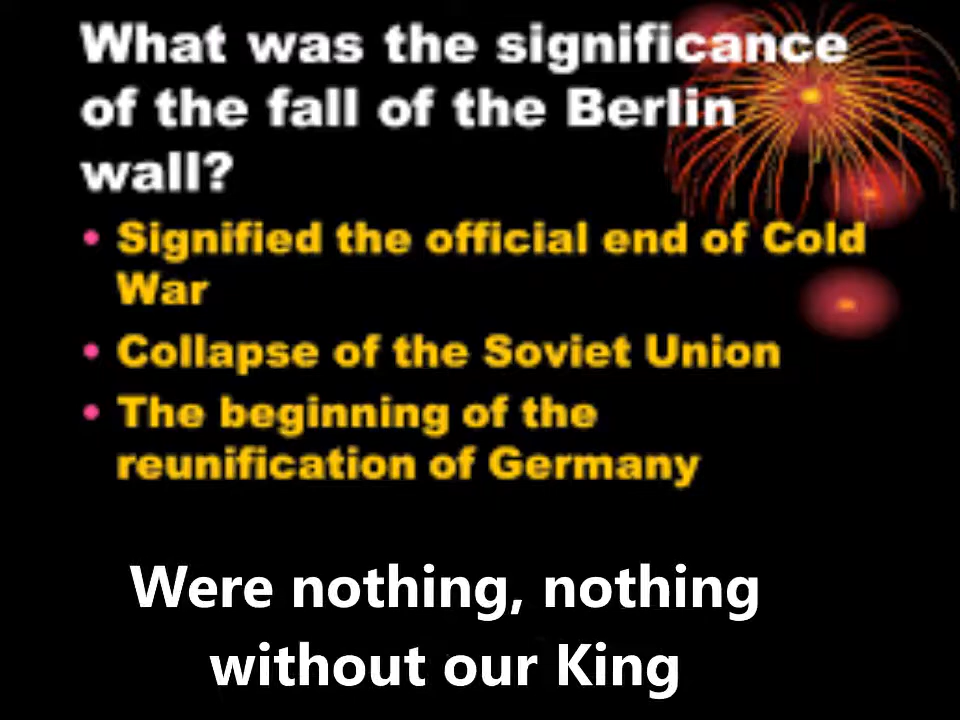 What was the significance
of the fall of the Berlin
wall?
• Signified the official end of Cold
War
• Collapse of the Soviet Union
• The beginning of the
reunification of Germany
Were nothing, nothing
without our King